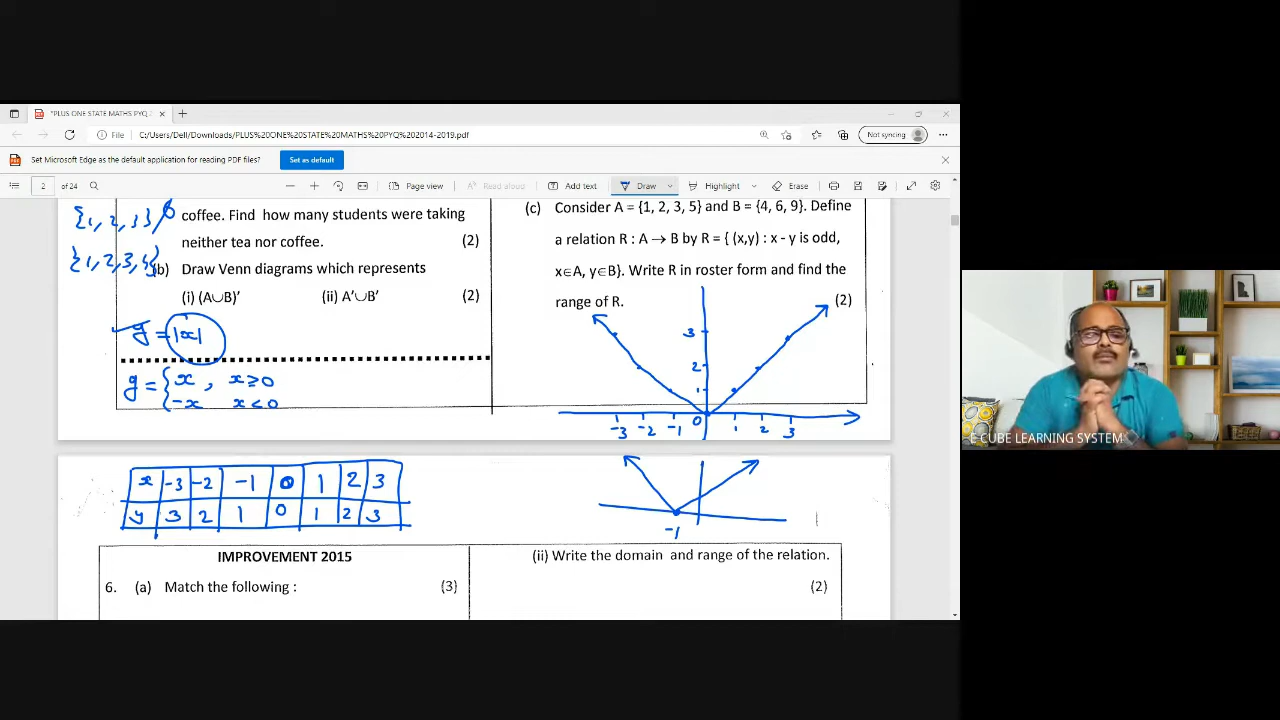 *PLUS ONE STATE MATHS PYQ 2
File
C:/Users/Dell/Downloads/PLUS%20ONE%20STATE%20MATHS%20PYQ%202014-2019.pdf
Not syncing
Set Microsoft Edge as the default application for reading PDF files?
Set as default
2 of 24
Page view
Read aloud
Add text
Draw
Highlight
Erase
{1, 2, 3}
coffee. Find how many students were taking
neither tea nor coffee. (2)
{1, 2, 3, 4}
(b) Draw Venn diagrams which represents
(i) (A∪B)′ (ii) A′∪B′ (2)
y = |x|
y = { x, x ≥ 0
-x x < 0
(c) Consider A = {1, 2, 3, 5} and B = {4, 6, 9}. Define
a relation R : A → B by R = { (x,y) : x - y is odd,
x∈A, y∈B}. Write R in roster form and find the
range of R. (2)
3
2
1
0
-3 -2 -1 1 2 3
x -3 -2 -1 0 1 2 3
y 3 2 1 0 1 2 3
-1
IMPROVEMENT 2015
6. (a) Match the following : (3)
(ii) Write the domain and range of the relation.
(2)
E CUBE LEARNING SYSTEM